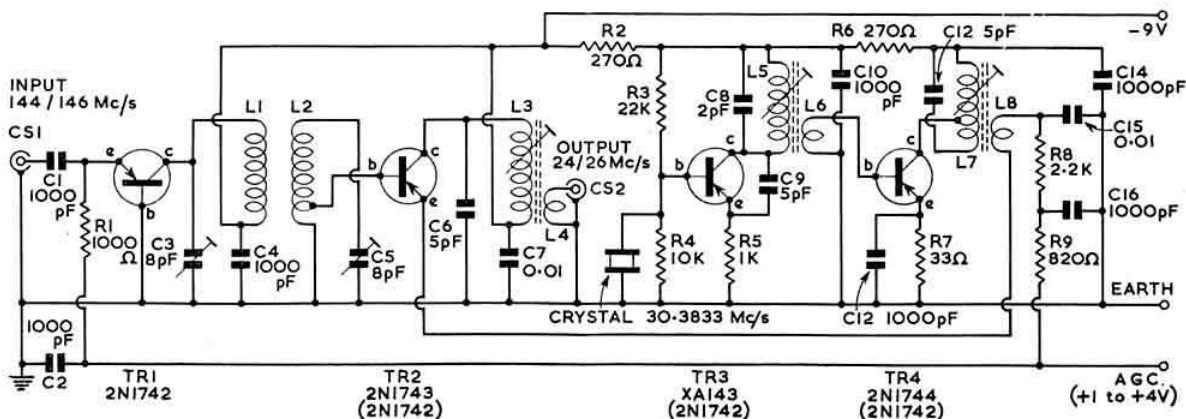 INPUT
144/146 Mc/s
CS1
C1
1000
pF
R1
1000
Ω
e
c
b
C3
8pF
L1
C4
1000
pF
L2
C5
8pF
b
c
e
C6
5pF
R2
270Ω
L3
OUTPUT
24/26 Mc/s
CS2
L4
C7
0·01
R3
22K
C8
2pF
L5
L6
C10
1000
pF
b
c
e
C9
5pF
R4
10K
R5
1K
CRYSTAL 30·3833 Mc/s
R6 270Ω
C12 5pF
L7
L8
b
c
e
R7
33Ω
C12 1000pF
-9V
C14
1000pF
C15
0.01
R8
2·2K
C16
1000pF
R9
820Ω
EARTH
1000
pF
C2
TR1
2N1742
TR2
2N1743
(2N1742)
TR3
XA143
(2N1742)
TR4
2N1744
(2N1742)
A.G.C.
(+1 to +4V)